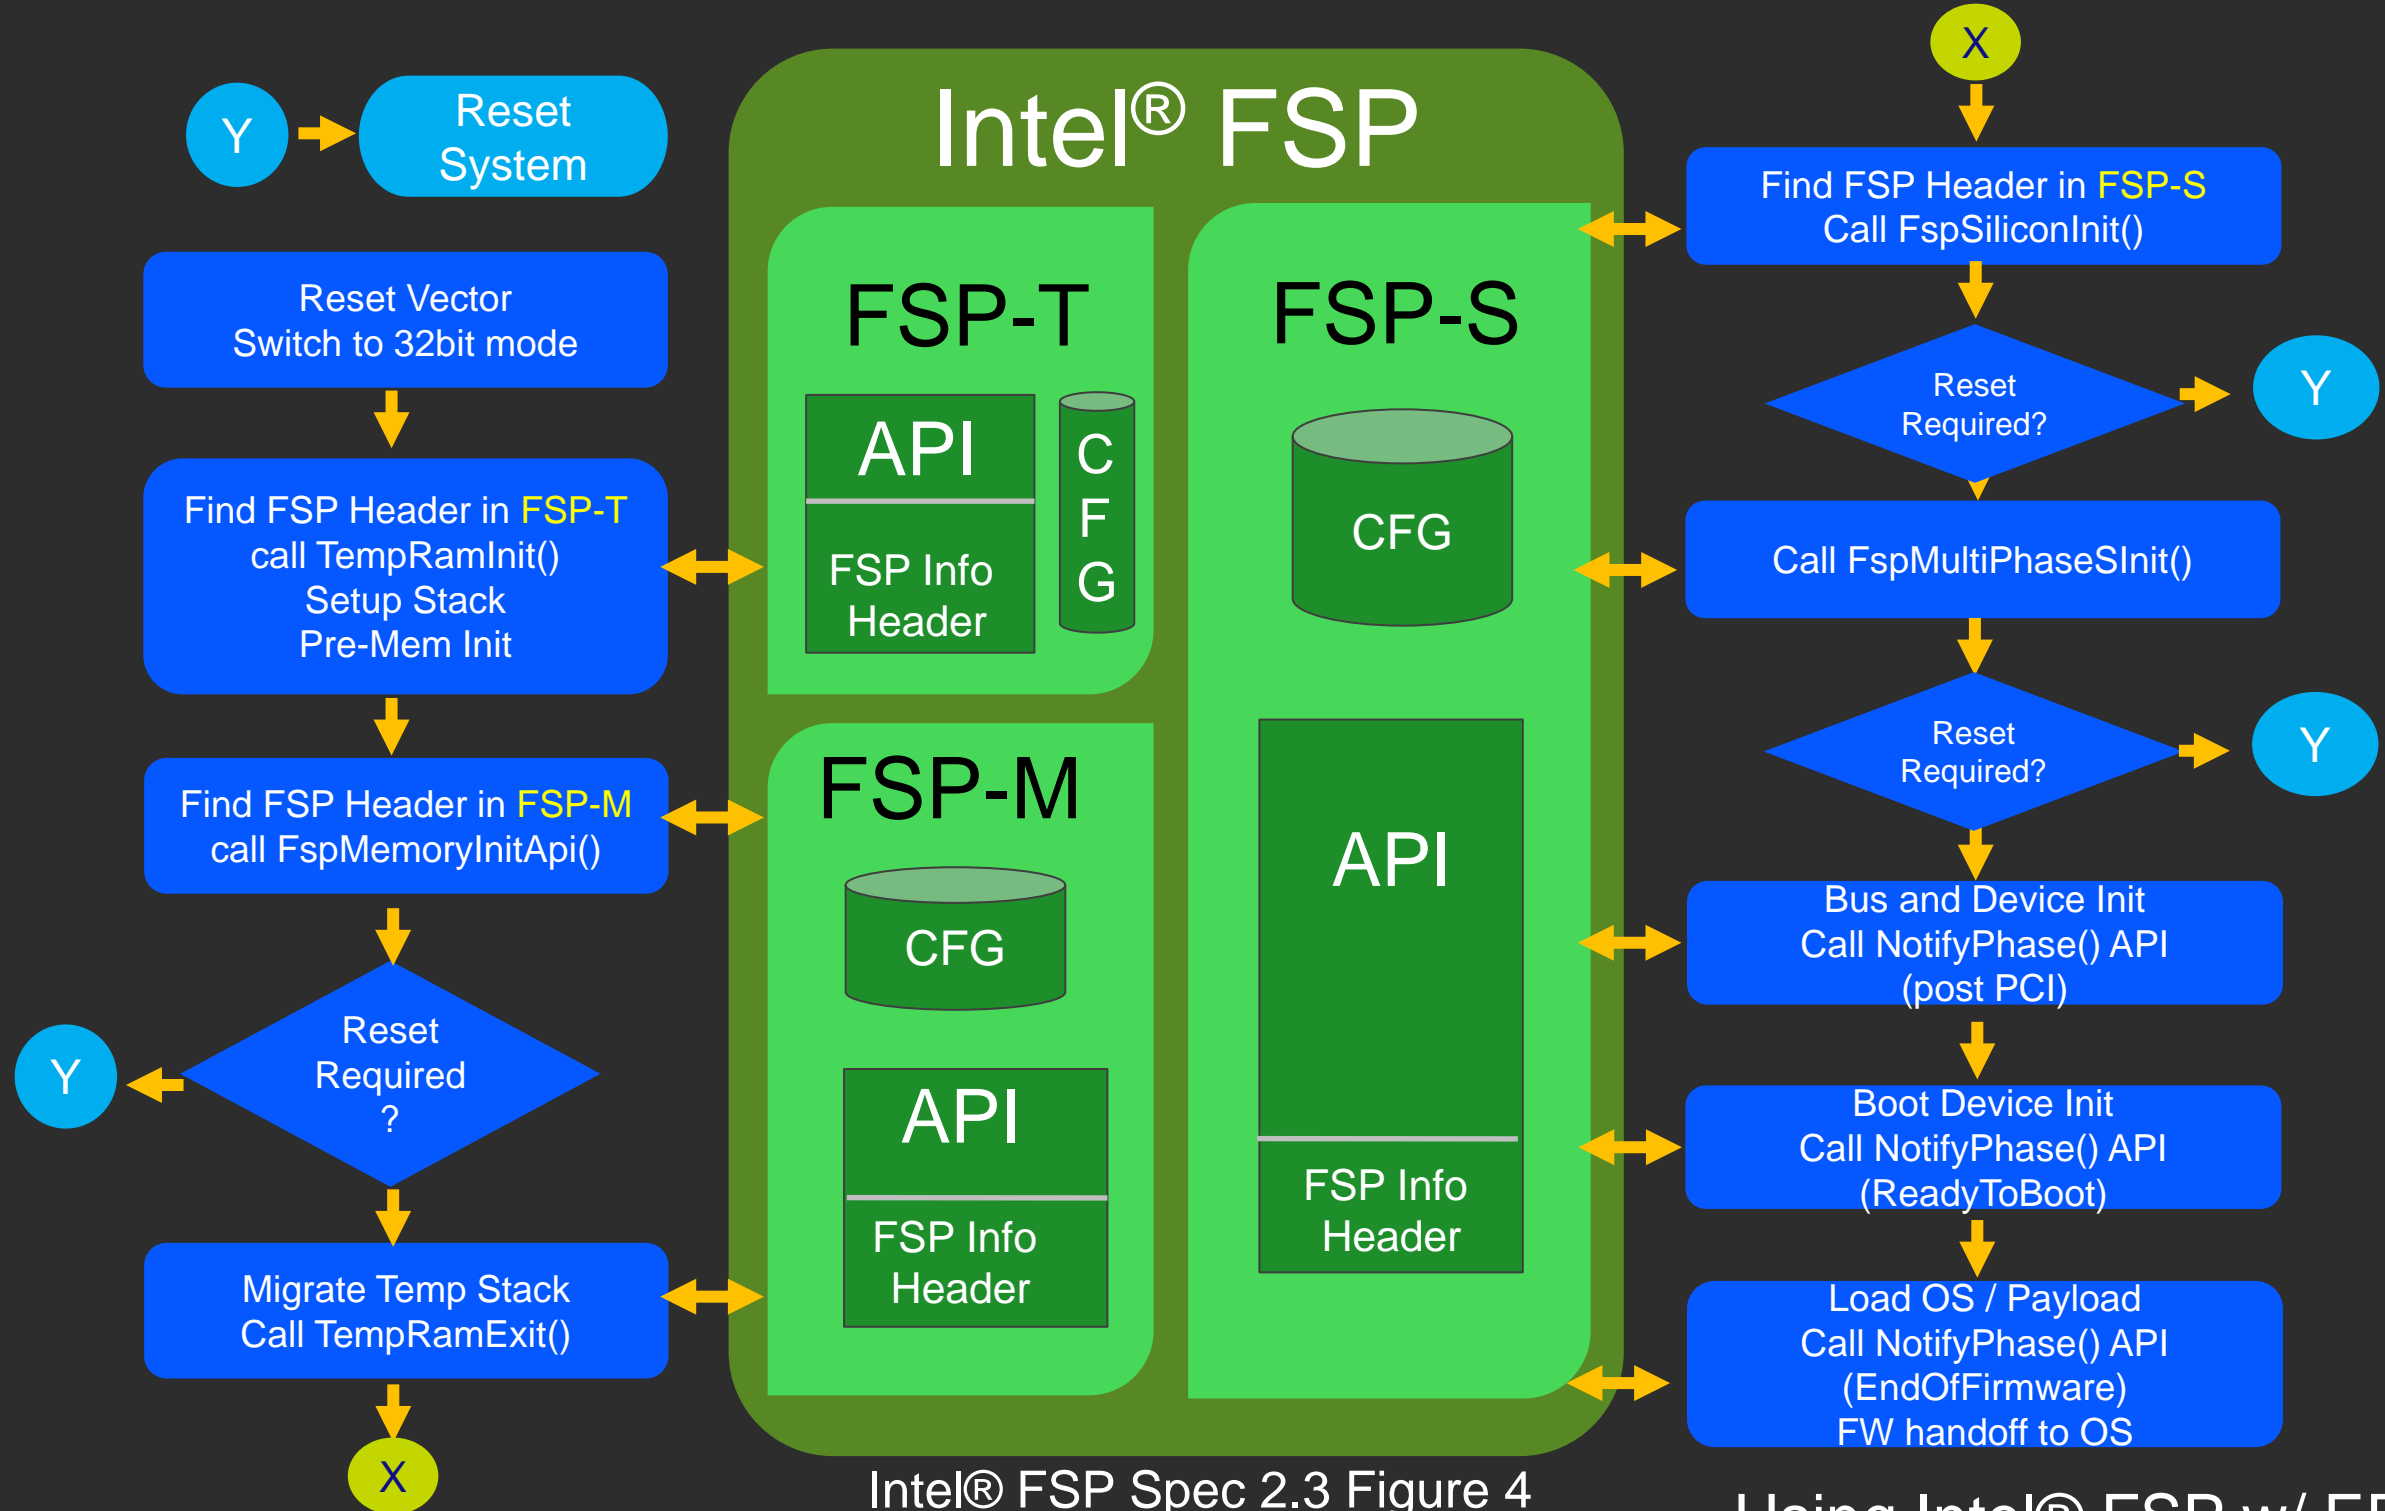 Y
Reset
System
Reset Vector
Switch to 32bit mode
Find FSP Header in FSP-T
call TempRamInit()
Setup Stack
Pre-Mem Init
Find FSP Header in FSP-M
call FspMemoryInitApi()
Reset
Required
?
Y
Migrate Temp Stack
Call TempRamExit()
X
Intel® FSP
FSP-T
API
FSP Info
Header
C
F
G
FSP-M
CFG
API
FSP Info
Header
FSP-S
CFG
API
FSP Info
Header
Intel® FSP Spec 2.3 Figure 4
X
Find FSP Header in FSP-S
Call FspSiliconInit()
Reset
Required?
Y
Call FspMultiPhaseSInit()
Reset
Required?
Y
Bus and Device Init
Call NotifyPhase() API
(post PCI)
Boot Device Init
Call NotifyPhase() API
(ReadyToBoot)
Load OS / Payload
Call NotifyPhase() API
(EndOfFirmware)
FW handoff to OS
Using Intel® FSP w/